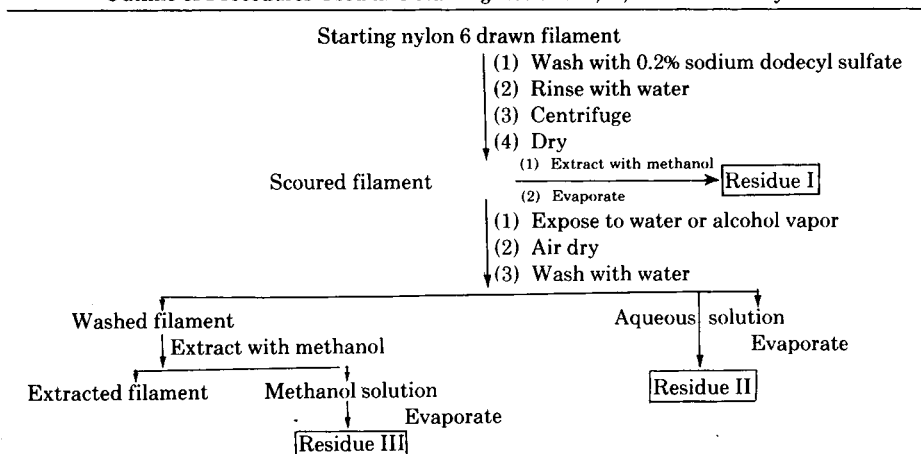 Starting nylon 6 drawn filament
(1) Wash with 0.2% sodium dodecyl sulfate
(2) Rinse with water
(3) Centrifuge
(4) Dry
(1) Extract with methanol
Scoured filament
Residue I
(2) Evaporate
(1) Expose to water or alcohol vapor
(2) Air dry
(3) Wash with water
Washed filament
Aqueous solution
Extract with methanol
Evaporate
Extracted filament
Methanol solution
Residue II
Evaporate
Residue III